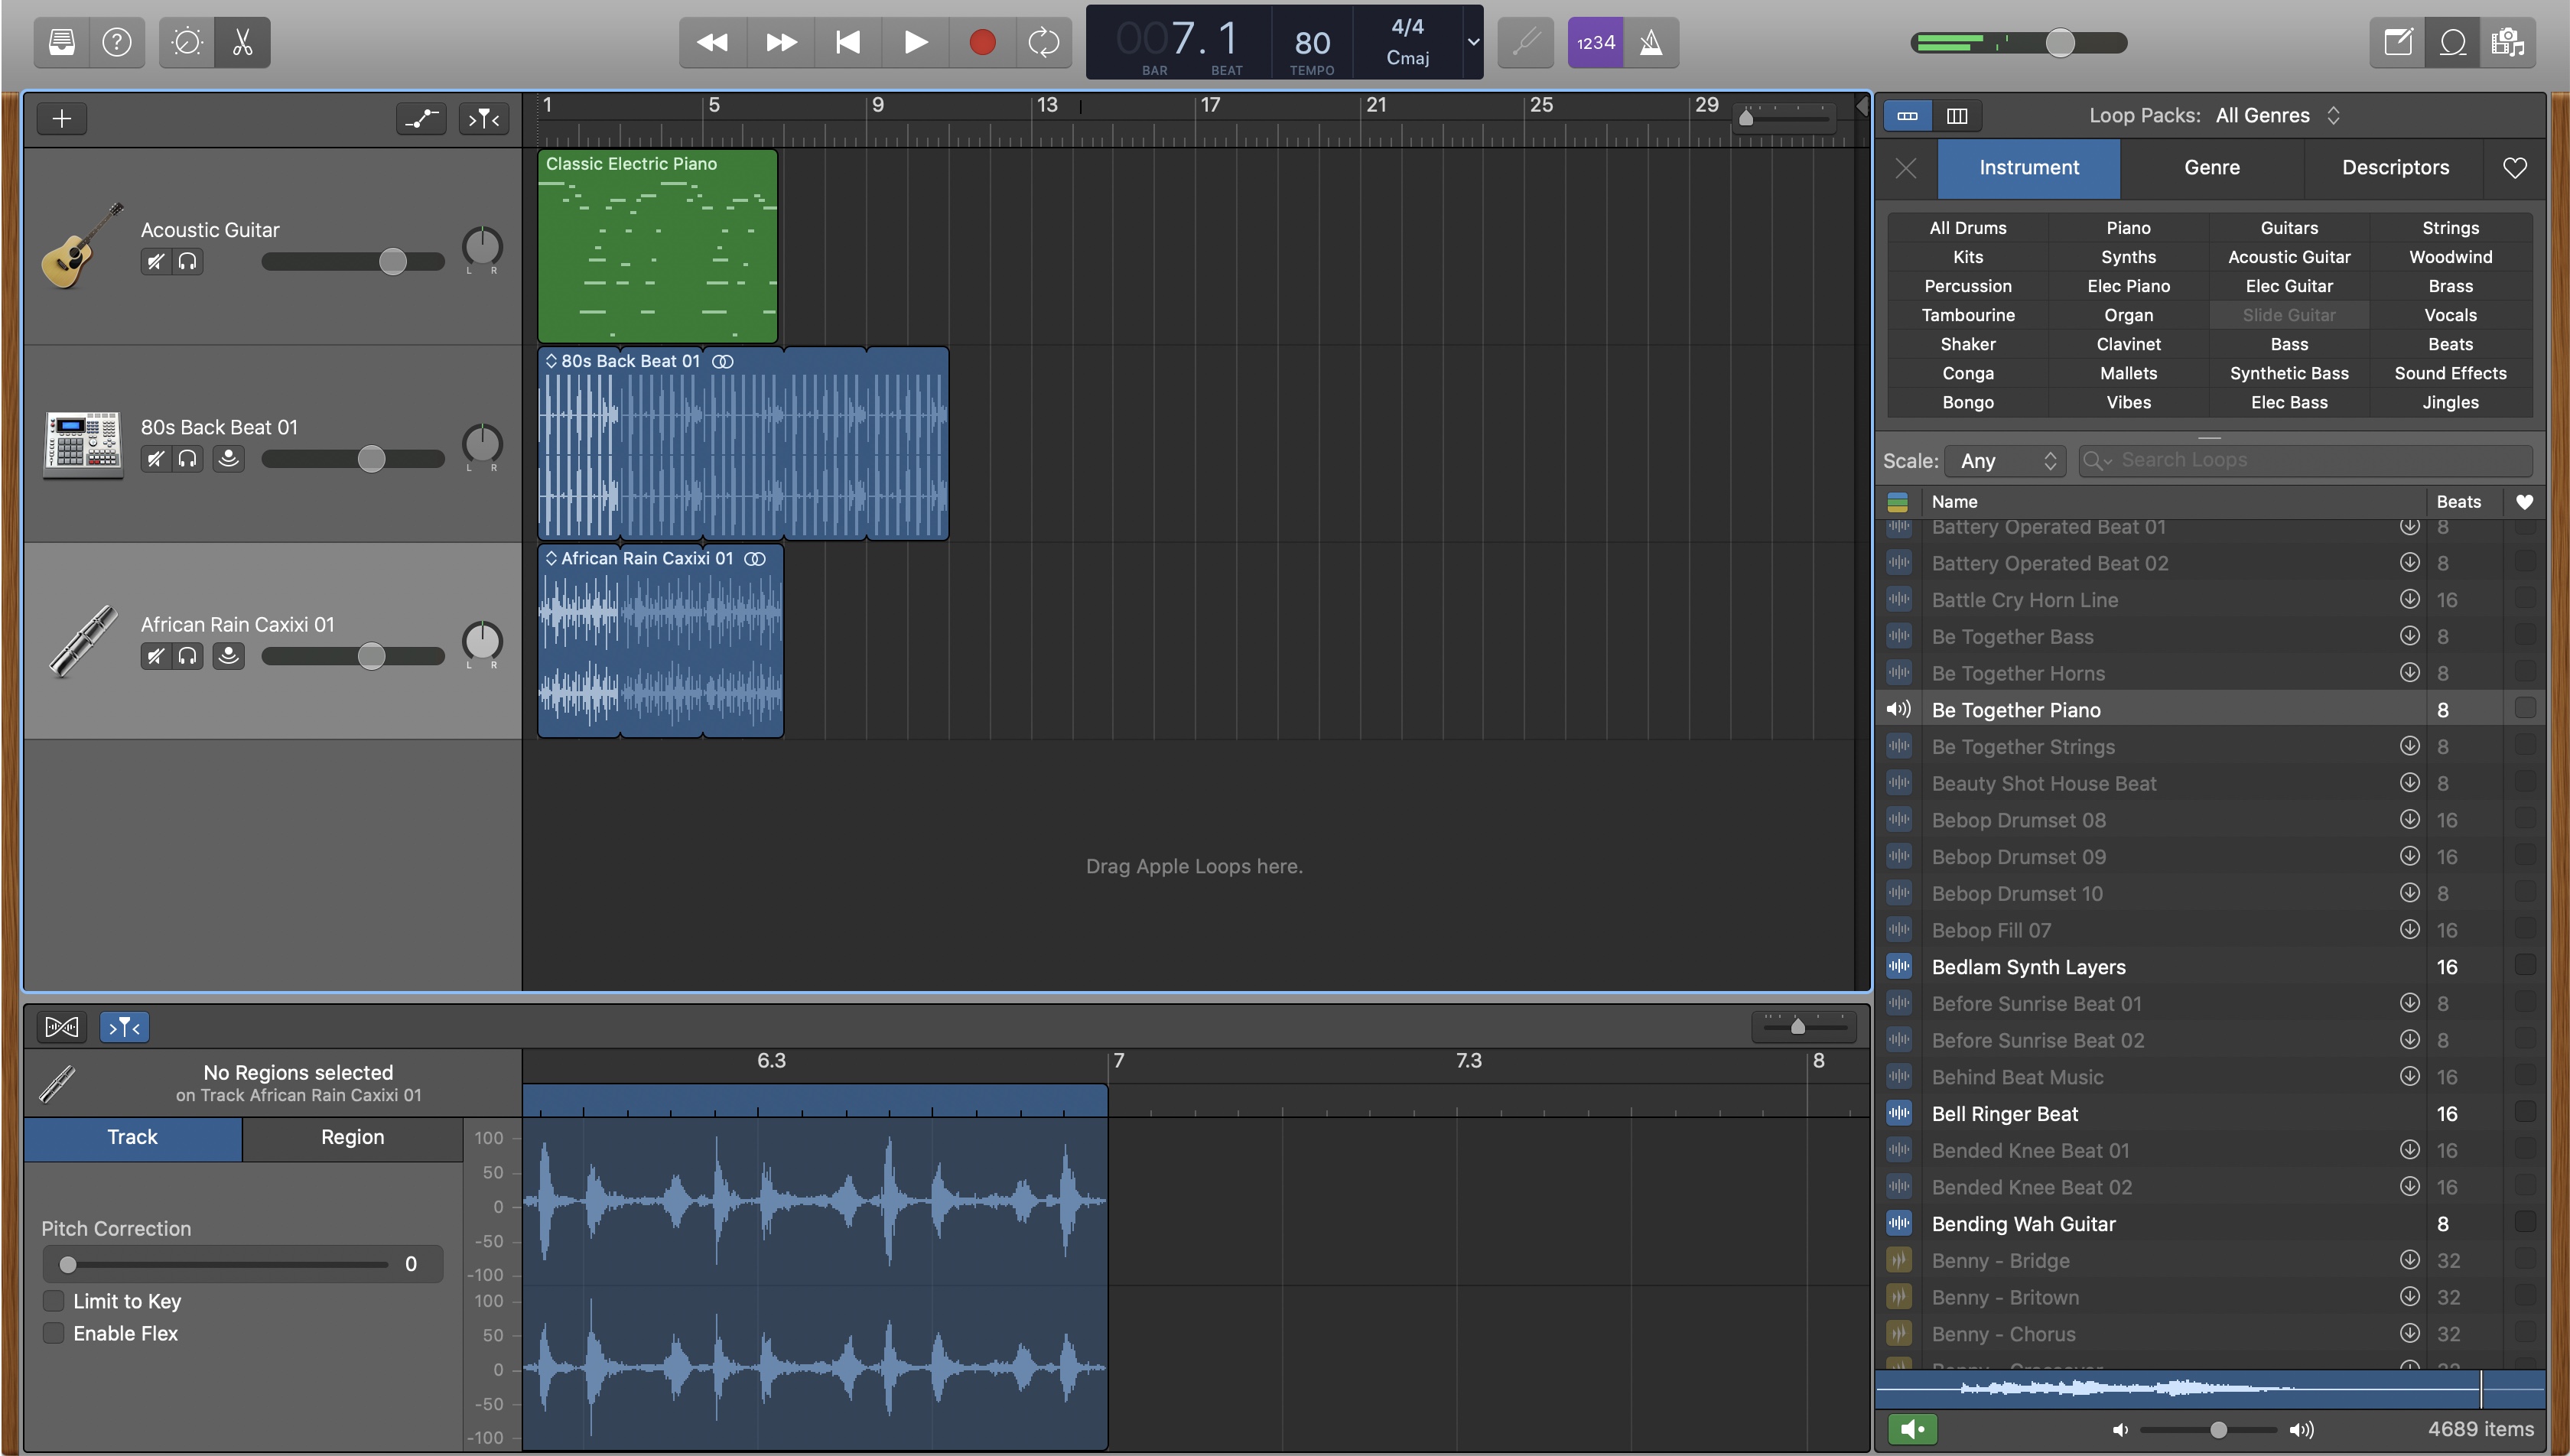 ?
007. 1
BAR BEAT
80
TEMPO
4/4
Cmaj
1234
1 5 9 13 17 21 25 29
Loop Packs: All Genres
Instrument Genre Descriptors
All Drums Piano Guitars Strings
Kits Synths Acoustic Guitar Woodwind
Percussion Elec Piano Elec Guitar Brass
Tambourine Organ Slide Guitar Vocals
Shaker Clavinet Bass Beats
Conga Mallets Synthetic Bass Sound Effects
Bongo Vibes Elec Bass Jingles
Scale: Any Search Loops
Name Beats
Battery Operated Beat 01 8
Battery Operated Beat 02 8
Battle Cry Horn Line 16
Be Together Bass 8
Be Together Horns 8
Be Together Piano 8
Be Together Strings 8
Beauty Shot House Beat 8
Bebop Drumset 08 16
Bebop Drumset 09 16
Bebop Drumset 10 8
Bebop Fill 07 16
Bedlam Synth Layers 16
Before Sunrise Beat 01 8
Before Sunrise Beat 02 8
Behind Beat Music 16
Bell Ringer Beat 16
Bended Knee Beat 01 16
Bended Knee Beat 02 16
Bending Wah Guitar 8
Benny - Bridge 32
Benny - Britown 32
Benny - Chorus 32
4689 items
Acoustic Guitar
L R
Classic Electric Piano
80s Back Beat 01
L R
80s Back Beat 01
African Rain Caxixi 01
L R
African Rain Caxixi 01
Drag Apple Loops here.
6.3 7 7.3 8
No Regions selected
on Track African Rain Caxixi 01
Track Region
Pitch Correction
0
Limit to Key
Enable Flex
100
50
0
-50
-100
100
50
0
-50
-100